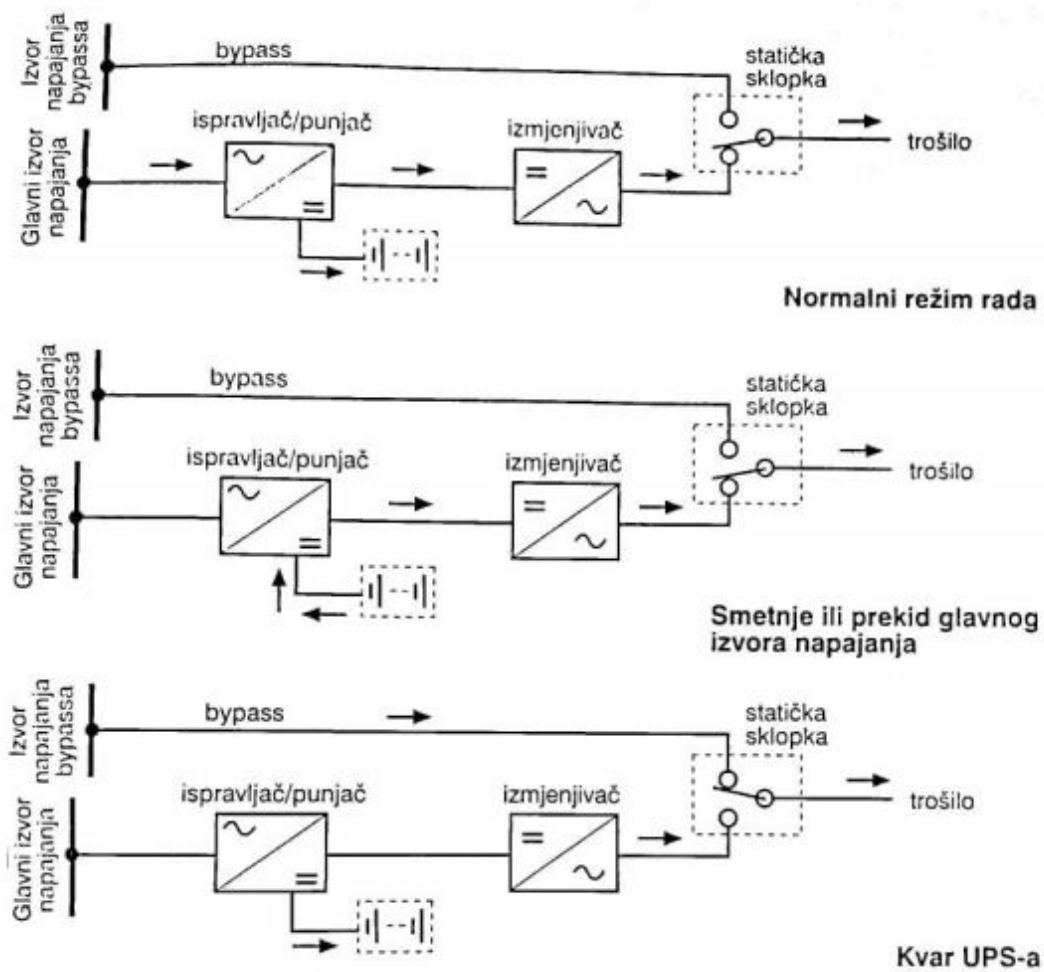 Izvor
napajanja
bypassa
bypass
statička
sklopka
Glavni izvor
napajanja
ispravljač/punjač
izmjenjivač
trošilo
Normalni režim rada
Izvor
napajanja
bypassa
bypass
statička
sklopka
Glavni izvor
napajanja
ispravljač/punjač
izmjenjivač
trošilo
Smetnje ili prekid glavnog
izvora napajanja
Izvor
napajanja
bypassa
bypass
statička
sklopka
Glavni izvor
napajanja
ispravljač/punjač
izmjenjivač
trošilo
Kvar UPS-a